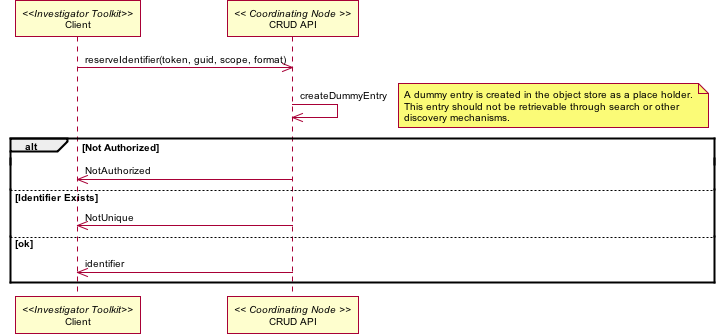 <<Investigator Toolkit>>
Client
<< Coordinating Node >>
CRUD API
reserveIdentifier(token, guid, scope, format)
createDummyEntry
A dummy entry is created in the object store as a place holder.
This entry should not be retrievable through search or other
discovery mechanisms.
alt
[Not Authorized]
NotAuthorized
[Identifier Exists]
NotUnique
[ok]
identifier
<<Investigator Toolkit>>
Client
<< Coordinating Node >>
CRUD API